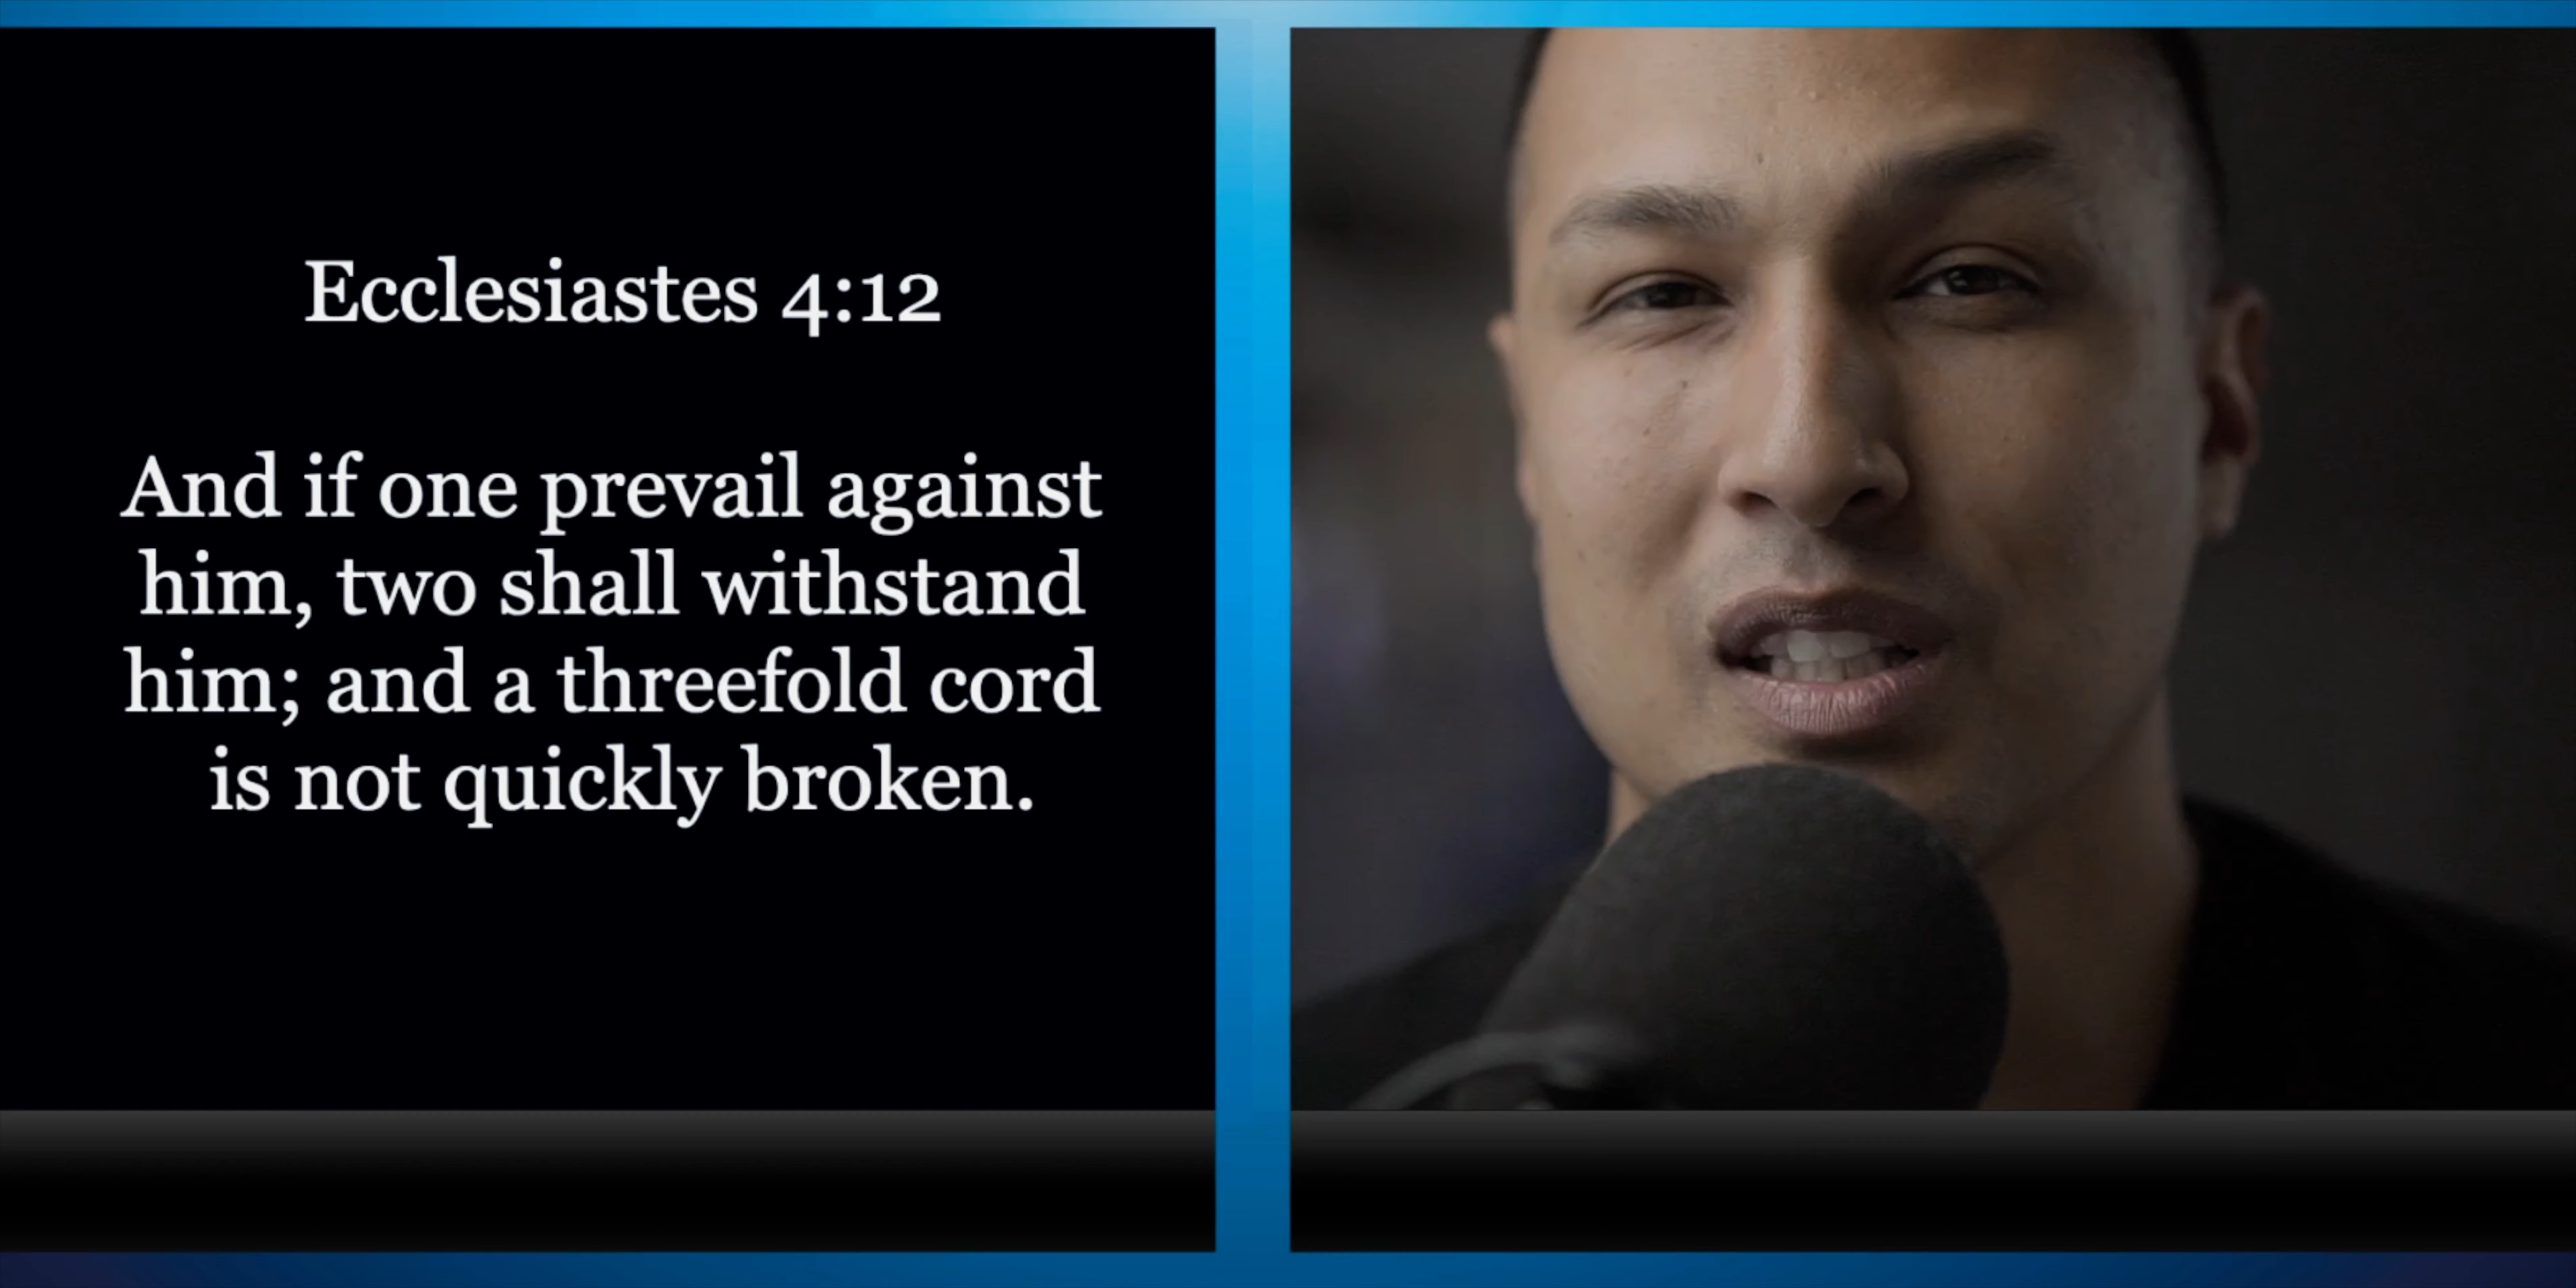 Ecclesiastes 4:12
And if one prevail against
him, two shall withstand
him; and a threefold cord
is not quickly broken.